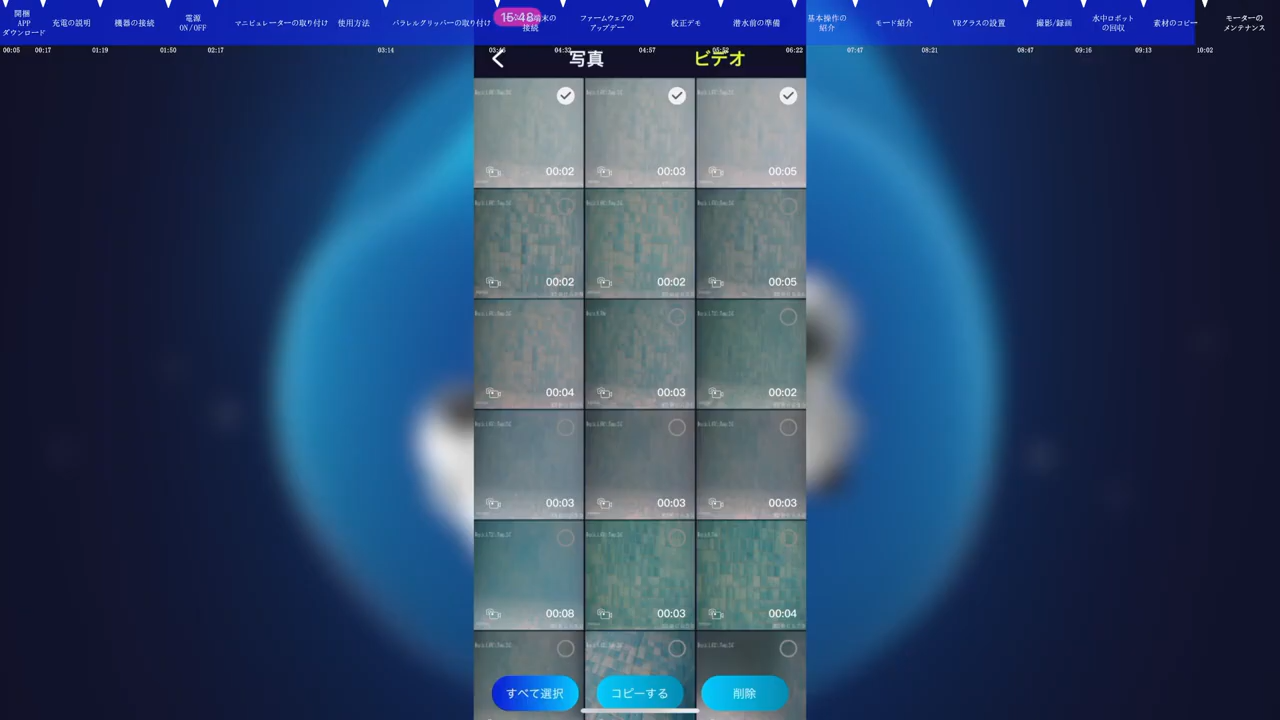 開梱
APP
ダウンロード
充電の説明
機器の接続
電源
ON/OFF
マニピュレーターの取り付け
使用方法
パラレルグリッパーの取り付け
端末の
接続
ファームウェアの
アップデー
校正デモ
潜水前の準備
基本操作の
紹介
モード紹介
VRグラスの設置
撮影/録画
水中ロボット
の回収
素材のコピー
モーターの
メンテナンス
00:05
00:17
01:19
01:50
02:17
03:14
04:57
06:22
07:47
08:21
08:47
09:16
09:13
10:02
15:48
写真
ビデオ
00:02
00:03
00:05
00:02
00:02
00:05
00:04
00:03
00:02
00:03
00:03
00:03
00:08
00:03
00:04
すべて選択
コピーする
削除